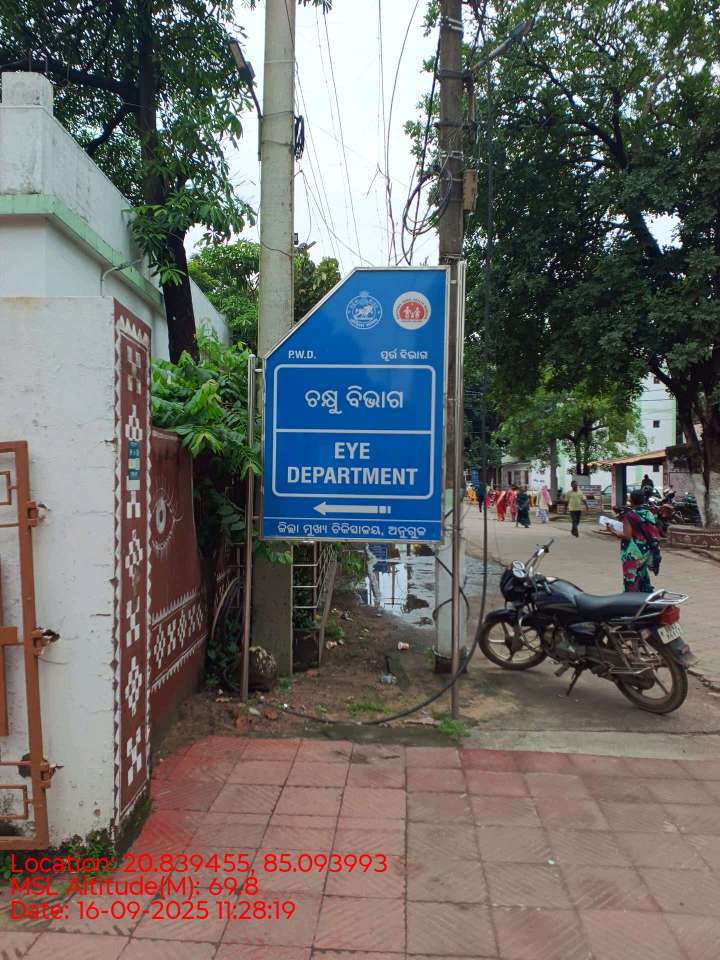 P.W.D. ପୂର୍ତ୍ତ ବିଭାଗ
ଚକ୍ଷୁ ବିଭାଗ
EYE
DEPARTMENT
ଜିଲ୍ଲା ମୁଖ୍ୟ ଚିକିତ୍ସାଳୟ, ଅନୁଗୁଳ
Location: 20.839455, 85.093993
MSL Altitude(M): 69.8
Date: 16-09-2025 11:28:19